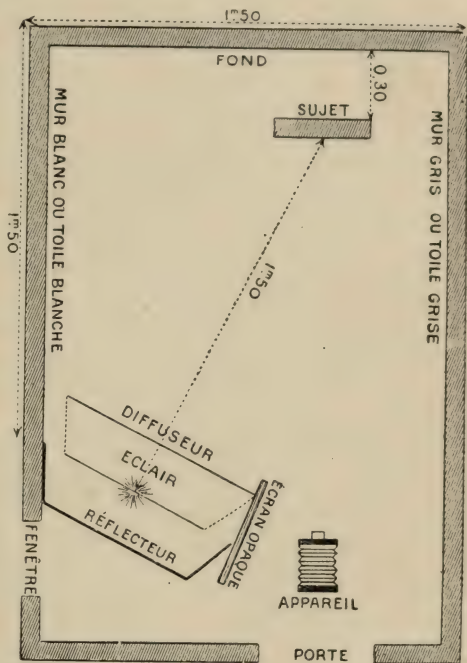 1ᵐ50
FOND
0.30
SUJET
MUR BLANC OU TOILE BLANCHE
MUR GRIS OU TOILE GRISE
1ᵐ50
1ᵐ50
DIFFUSEUR
ECLAIR
ÉCRAN OPAQUE
RÉFLECTEUR
FENÊTRE
APPAREIL
PORTE